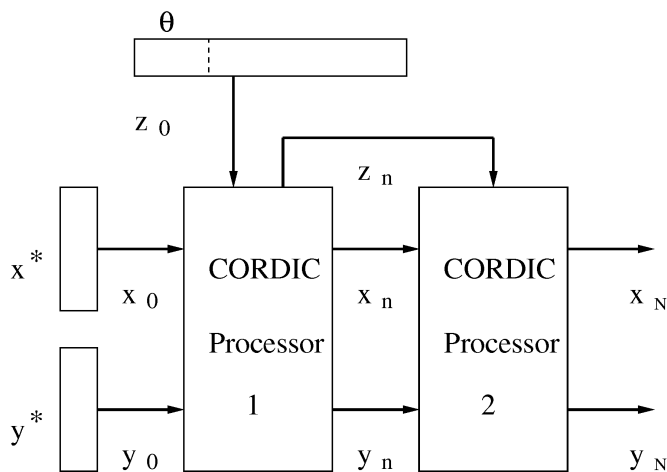 θ
z 0
z n
x *
CORDIC
CORDIC
x 0
x n
x N
Processor
Processor
1
2
y *
y 0
y n
y N